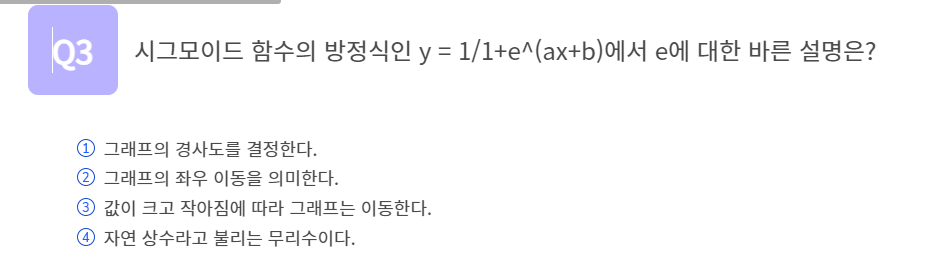 Q3 시그모이드 함수의 방정식인 y = 1/1+e^(ax+b)에서 e에 대한 바른 설명은?
① 그래프의 경사도를 결정한다.
② 그래프의 좌우 이동을 의미한다.
③ 값이 크고 작아짐에 따라 그래프는 이동한다.
④ 자연 상수라고 불리는 무리수이다.